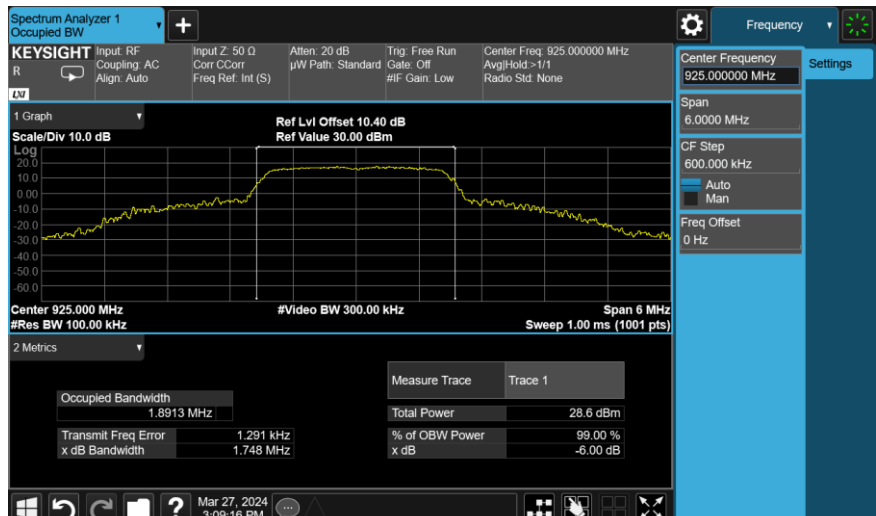 Spectrum Analyzer 1
Occupied BW
Frequency
KEYSIGHT
R
LXI
Input: RF
Coupling: AC
Align: Auto
Input Z: 50 Ω
Corr CCorr
Freq Ref: Int (S)
Atten: 20 dB
µW Path: Standard
Trig: Free Run
Gate: Off
#IF Gain: Low
Center Freq: 925.000000 MHz
Avg|Hold:>1/1
Radio Std: None
Center Frequency
925.000000 MHz
Settings
Span
6.0000 MHz
CF Step
600.000 kHz
Auto
Man
Freq Offset
0 Hz
1 Graph
Scale/Div 10.0 dB
Ref Lvl Offset 10.40 dB
Ref Value 30.00 dBm
Log
20.0
10.0
0.00
-10.0
-20.0
-30.0
-40.0
-50.0
-60.0
Center 925.000 MHz
#Video BW 300.00 kHz
Span 6 MHz
#Res BW 100.00 kHz
Sweep 1.00 ms (1001 pts)
2 Metrics
Measure Trace
Trace 1
Occupied Bandwidth
1.8913 MHz
Total Power
28.6 dBm
Transmit Freq Error
1.291 kHz
% of OBW Power
99.00 %
x dB Bandwidth
1.748 MHz
x dB
-6.00 dB
?
Mar 27, 2024
3:09:16 PM